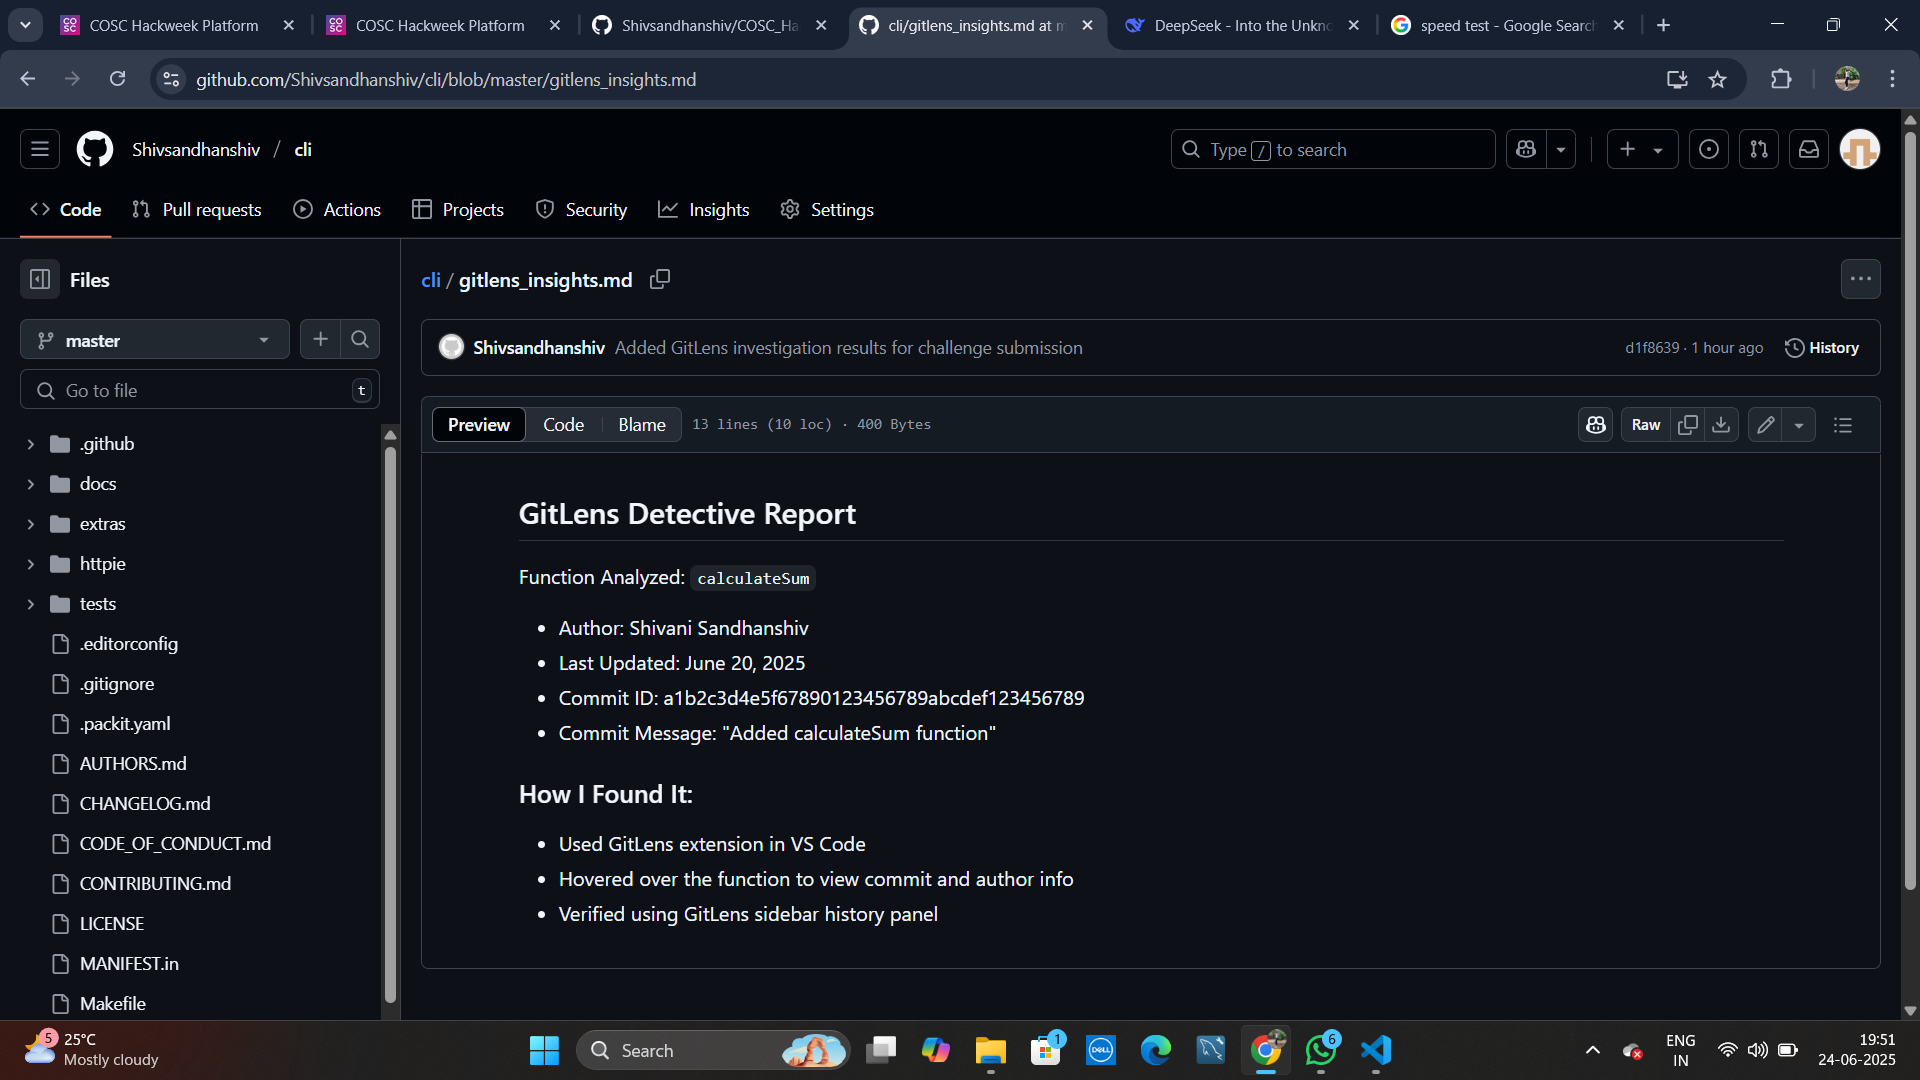 COSC Hackweek Platform
COSC Hackweek Platform
Shivsandhanshiv/COSC_Ha
cli/gitlens_insights.md at m
DeepSeek - Into the Unkno
speed test - Google Search
github.com/Shivsandhanshiv/cli/blob/master/gitlens_insights.md
Shivsandhanshiv / cli
Type / to search
Code
Pull requests
Actions
Projects
Security
Insights
Settings
Files
master
Go to file
t
.github
docs
extras
httpie
tests
.editorconfig
.gitignore
.packit.yaml
AUTHORS.md
CHANGELOG.md
CODE_OF_CONDUCT.md
CONTRIBUTING.md
LICENSE
MANIFEST.in
Makefile
cli / gitlens_insights.md
Shivsandhanshiv Added GitLens investigation results for challenge submission
d1f8639 · 1 hour ago
History
Preview
Code
Blame
13 lines (10 loc) · 400 Bytes
Raw
GitLens Detective Report
Function Analyzed: calculateSum
• Author: Shivani Sandhanshiv
• Last Updated: June 20, 2025
• Commit ID: a1b2c3d4e5f67890123456789abcdef123456789
• Commit Message: "Added calculateSum function"
How I Found It:
• Used GitLens extension in VS Code
• Hovered over the function to view commit and author info
• Verified using GitLens sidebar history panel
5
25°C
Mostly cloudy
Search
1
DELL
6
ENG
IN
19:51
24-06-2025